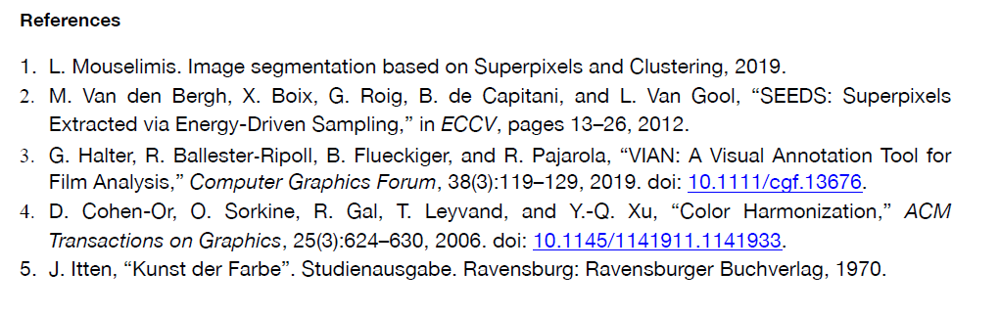 References
1. L. Mouselimis. Image segmentation based on Superpixels and Clustering, 2019.
2. M. Van den Bergh, X. Boix, G. Roig, B. de Capitani, and L. Van Gool, “SEEDS: Superpixels
Extracted via Energy-Driven Sampling,” in ECCV, pages 13–26, 2012.
3. G. Halter, R. Ballester-Ripoll, B. Flueckiger, and R. Pajarola, “VIAN: A Visual Annotation Tool for
Film Analysis,” Computer Graphics Forum, 38(3):119–129, 2019. doi: 10.1111/cgf.13676.
4. D. Cohen-Or, O. Sorkine, R. Gal, T. Leyvand, and Y.-Q. Xu, “Color Harmonization,” ACM
Transactions on Graphics, 25(3):624–630, 2006. doi: 10.1145/1141911.1141933.
5. J. Itten, “Kunst der Farbe”. Studienausgabe. Ravensburg: Ravensburger Buchverlag, 1970.